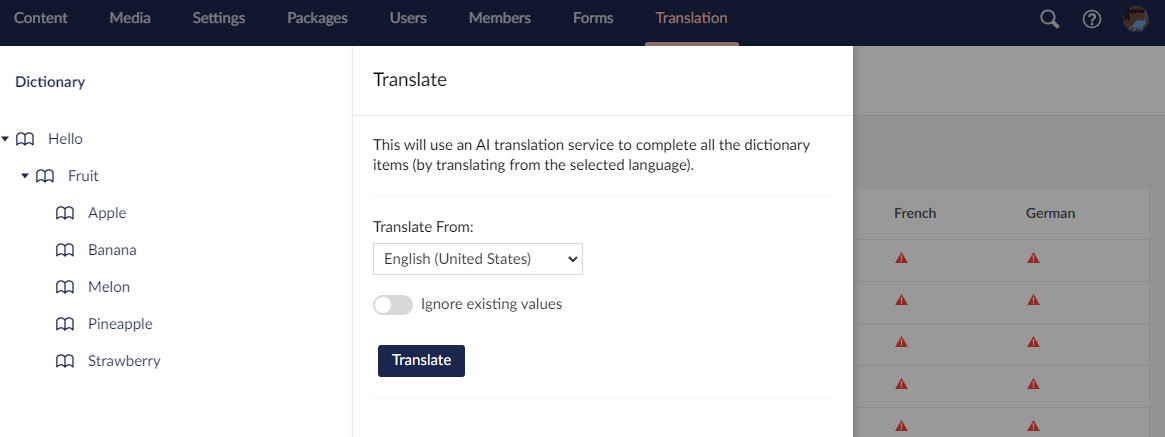 Content Media Settings Packages Users Members Forms Translation
Dictionary
Hello
Fruit
Apple
Banana
Melon
Pineapple
Strawberry
Translate
This will use an AI translation service to complete all the dictionary
items (by translating from the selected language).
Translate From:
English (United States)
Ignore existing values
Translate
French German